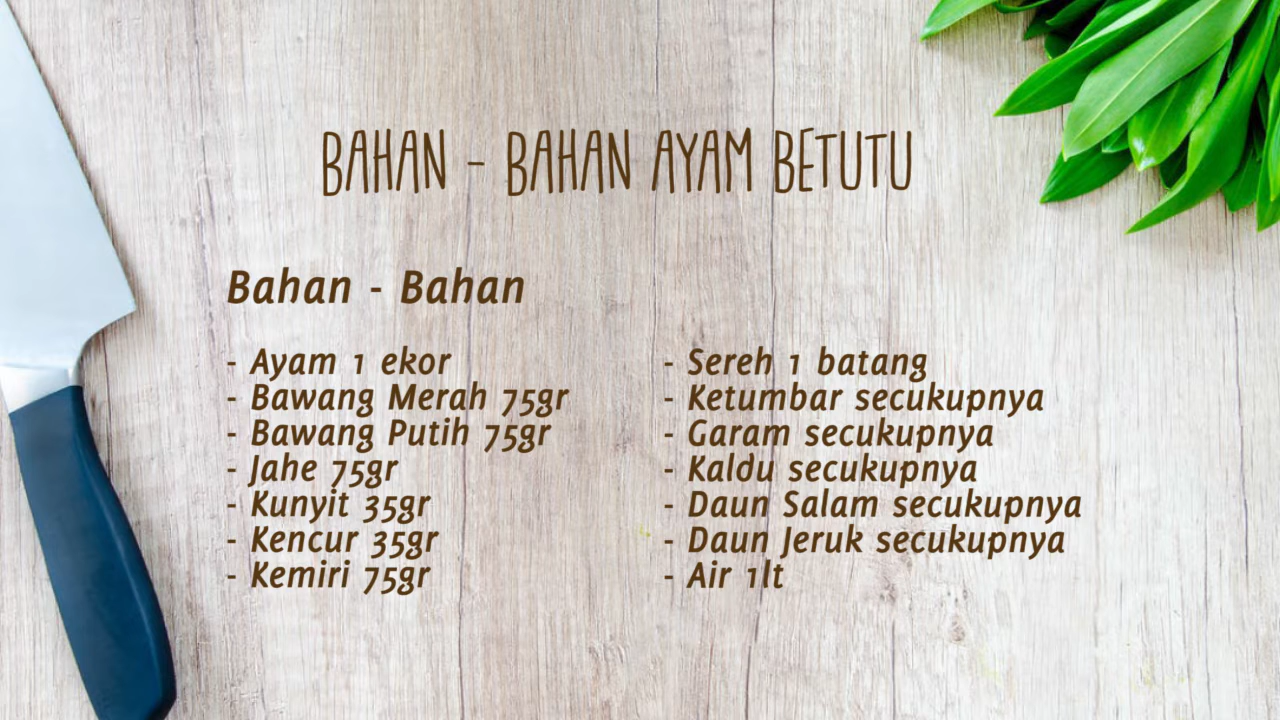 BAHAN - BAHAN AYAM BETUTU
Bahan - Bahan
- Ayam 1 ekor
- Bawang Merah 75gr
- Bawang Putih 75gr
- Jahe 75gr
- Kunyit 35gr
- Kencur 35gr
- Kemiri 75gr
- Sereh 1 batang
- Ketumbar secukupnya
- Garam secukupnya
- Kaldu secukupnya
- Daun Salam secukupnya
- Daun Jeruk secukupnya
- Air 1lt